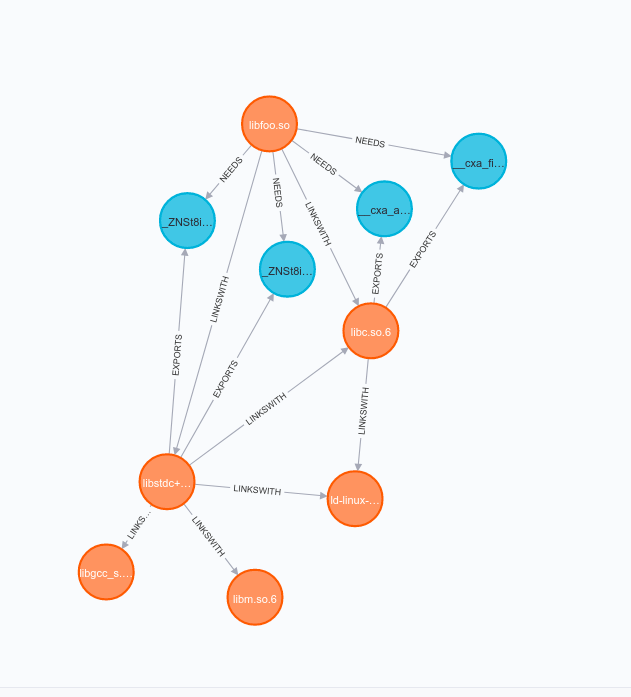 libfoo.so
NEEDS
__cxa_fi…
NEEDS
NEEDS
NEEDS
__cxa_a…
_ZNSt8i…
LINKSWITH
EXPORTS
_ZNSt8i…
EXPORTS
LINKSWITH
libc.so.6
EXPORTS
EXPORTS
LINKSWITH
LINKSWITH
libstdc+…
LINKSWITH
ld-linux-…
LINKS…
LINKSWITH
libgcc_s.…
libm.so.6